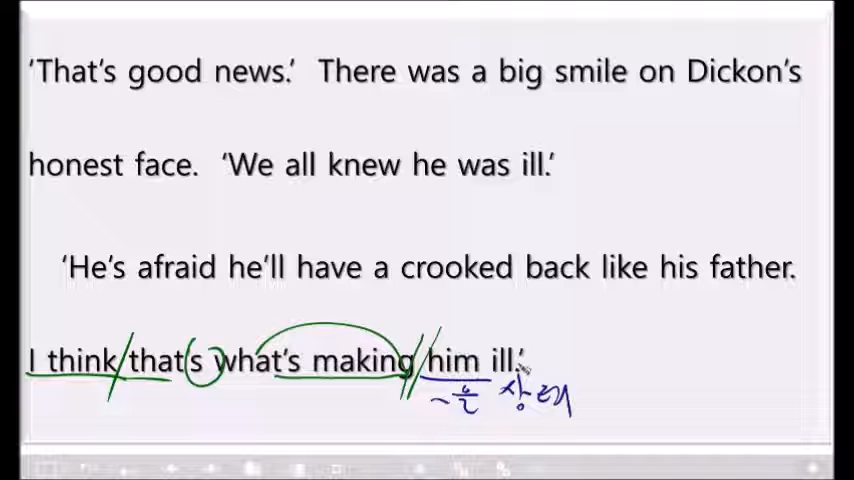 ‘That’s good news.’ There was a big smile on Dickon’s
honest face. ‘We all knew he was ill.’
‘He’s afraid he’ll have a crooked back like his father.
I think that’s what’s making him ill.’
~을 상태